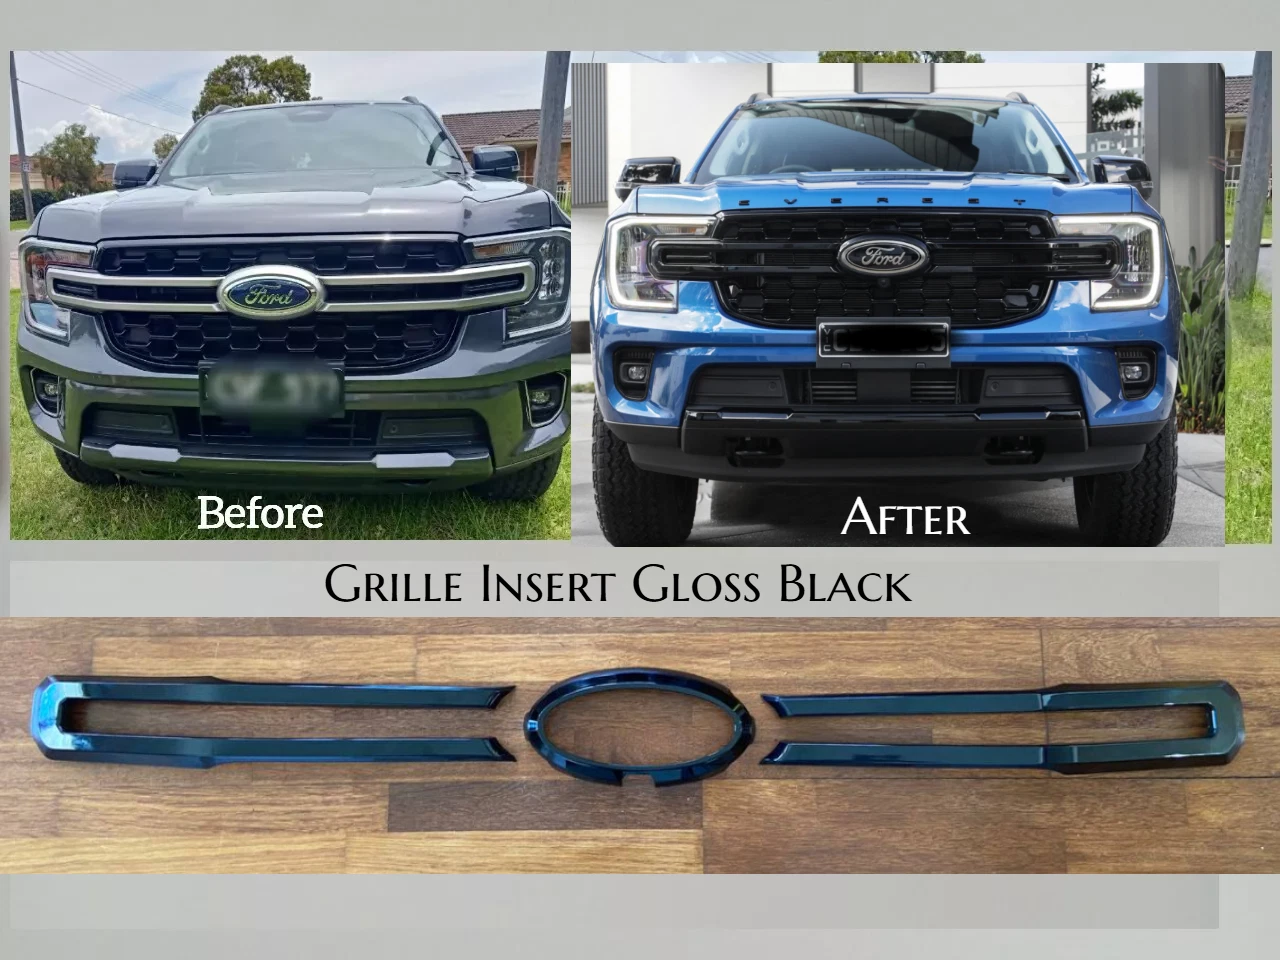 EVEREST
Ford
Ford
Before
After
Grille Insert Gloss Black